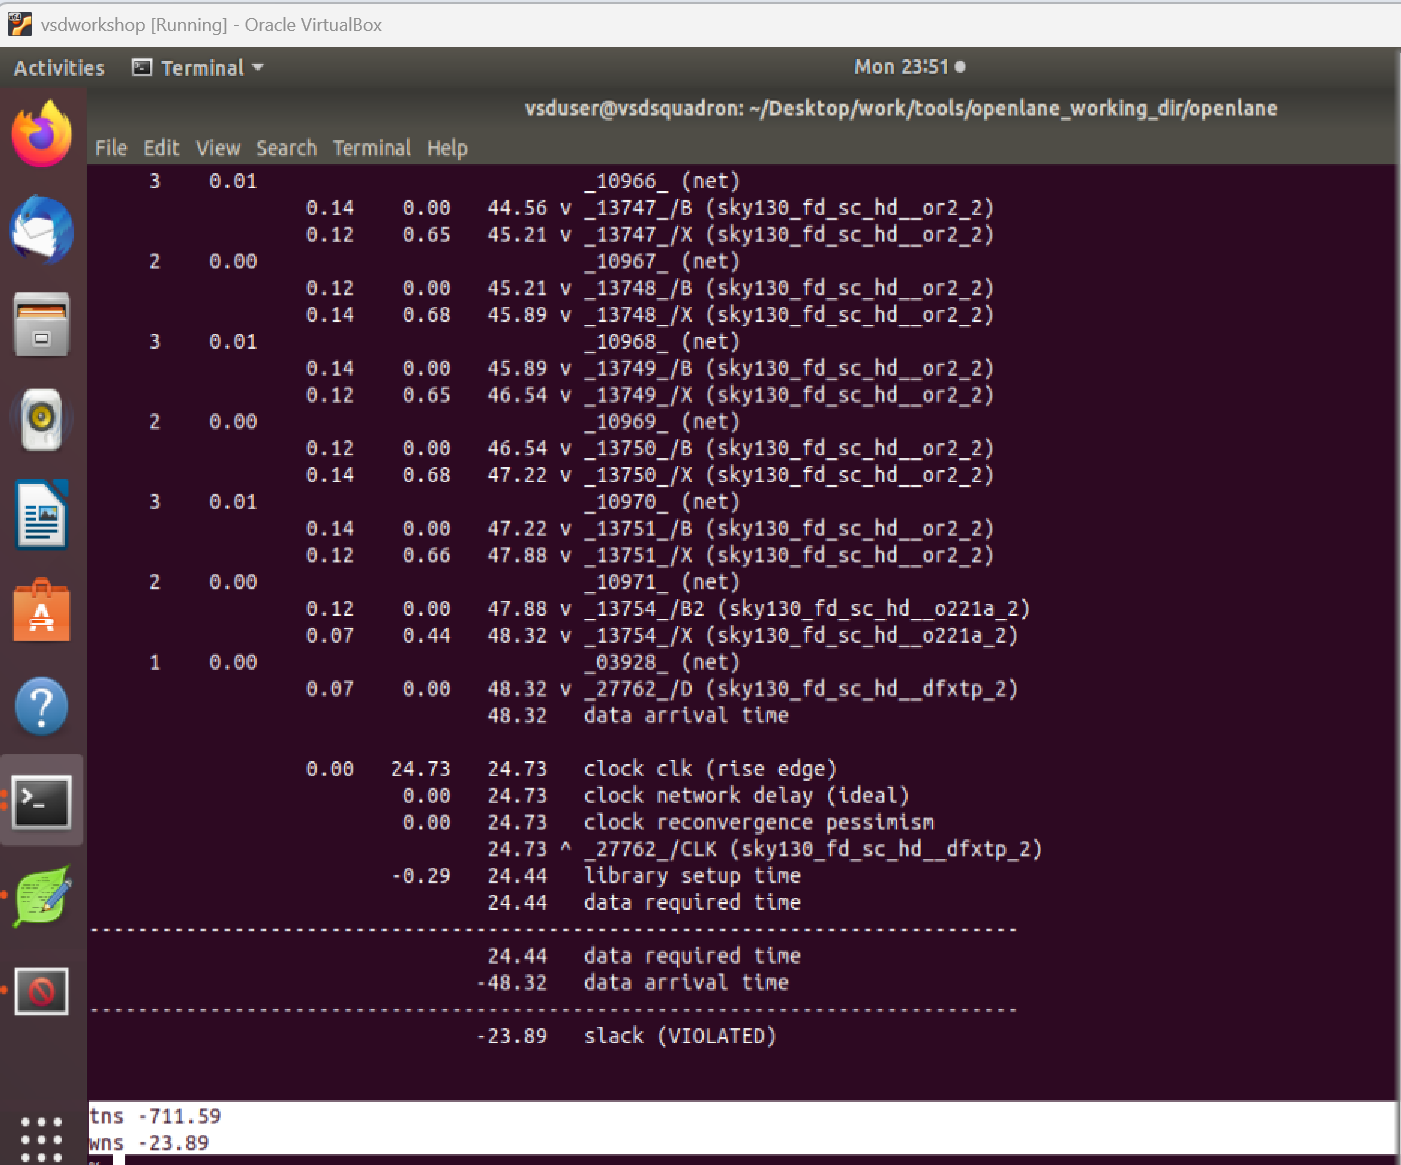 vsdworkshop [Running] - Oracle VirtualBox
Activities Terminal Mon 23:51
vsduser@vsdsquadron: ~/Desktop/work/tools/openlane_working_dir/openlane
File Edit View Search Terminal Help
3 0.01 _10966_ (net)
0.14 0.00 44.56 v _13747_/B (sky130_fd_sc_hd__or2_2)
0.12 0.65 45.21 v _13747_/X (sky130_fd_sc_hd__or2_2)
2 0.00 _10967_ (net)
0.12 0.00 45.21 v _13748_/B (sky130_fd_sc_hd__or2_2)
0.14 0.68 45.89 v _13748_/X (sky130_fd_sc_hd__or2_2)
3 0.01 _10968_ (net)
0.14 0.00 45.89 v _13749_/B (sky130_fd_sc_hd__or2_2)
0.12 0.65 46.54 v _13749_/X (sky130_fd_sc_hd__or2_2)
2 0.00 _10969_ (net)
0.12 0.00 46.54 v _13750_/B (sky130_fd_sc_hd__or2_2)
0.14 0.68 47.22 v _13750_/X (sky130_fd_sc_hd__or2_2)
3 0.01 _10970_ (net)
0.14 0.00 47.22 v _13751_/B (sky130_fd_sc_hd__or2_2)
0.12 0.66 47.88 v _13751_/X (sky130_fd_sc_hd__or2_2)
2 0.00 _10971_ (net)
0.12 0.00 47.88 v _13754_/B2 (sky130_fd_sc_hd__o221a_2)
0.07 0.44 48.32 v _13754_/X (sky130_fd_sc_hd__o221a_2)
1 0.00 _03928_ (net)
0.07 0.00 48.32 v _27762_/D (sky130_fd_sc_hd__dfxtp_2)
48.32 data arrival time
0.00 24.73 24.73 clock clk (rise edge)
0.00 24.73 clock network delay (ideal)
0.00 24.73 clock reconvergence pessimism
24.73 ^ _27762_/CLK (sky130_fd_sc_hd__dfxtp_2)
-0.29 24.44 library setup time
24.44 data required time
-----------------------------------------------------------------------------
24.44 data required time
-48.32 data arrival time
-----------------------------------------------------------------------------
-23.89 slack (VIOLATED)
tns -711.59
wns -23.89